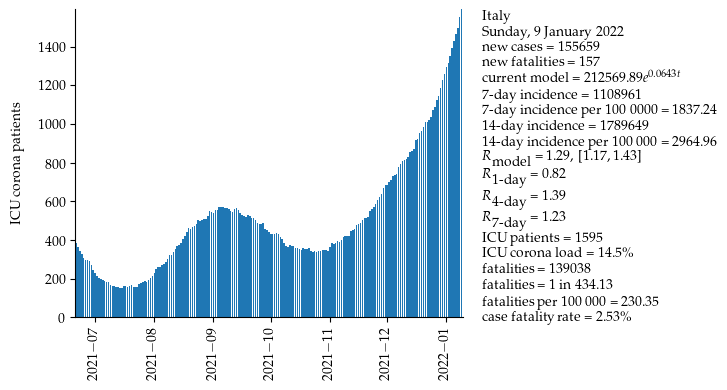 ICU corona patients
1400
1200
1000
800
600
400
200
0
2021−07
2021−08
2021−09
2021−10
2021−11
2021−12
2022−01
Italy
Sunday, 9 January 2022
new cases = 155659
new fatalities = 157
current model = 212569.89e^0.0643t
7-day incidence = 1108961
7-day incidence per 100 0000 = 1837.24
14-day incidence = 1789649
14-day incidence per 100 000 = 2964.96
R_model = 1.29, [1.17, 1.43]
R_1-day = 0.82
R_4-day = 1.39
R_7-day = 1.23
ICU patients = 1595
ICU corona load = 14.5%
fatalities = 139038
fatalities = 1 in 434.13
fatalities per 100 000 = 230.35
case fatality rate = 2.53%